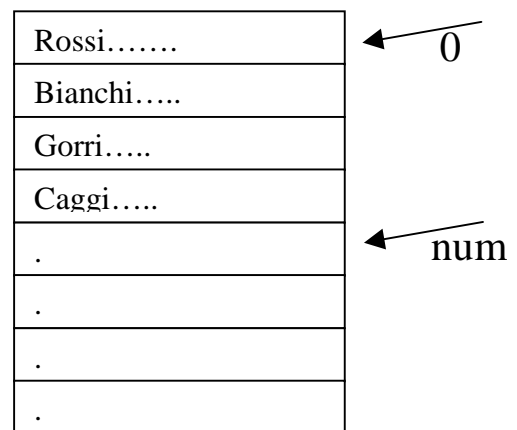 Rossi……. 0
Bianchi…..
Gorri…..
Caggi…..
. num
.
.
.